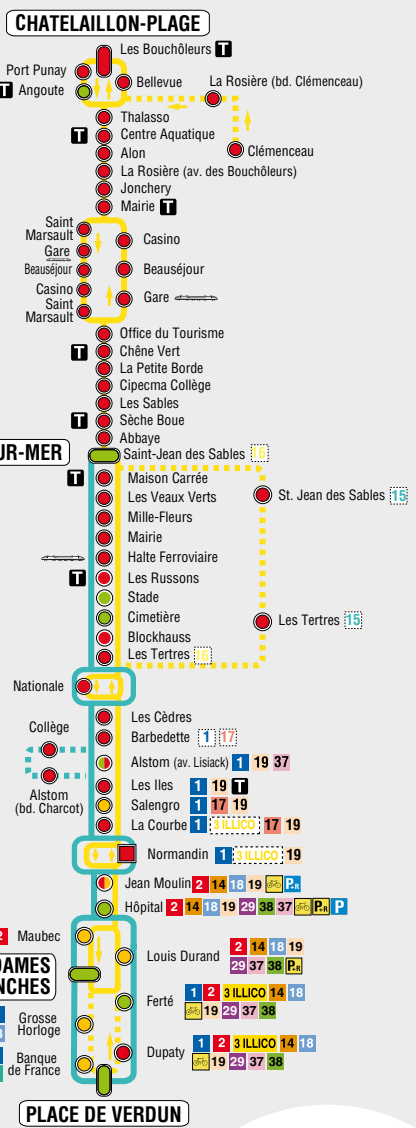 CHATELAILLON-PLAGE
Les Bouchôleurs T
Port Punay
T Angoute
Bellevue
La Rosière (bd. Clémenceau)
Thalasso
T Centre Aquatique
Clémenceau
Alon
La Rosière (av. des Bouchôleurs)
Jonchery
Mairie T
Saint
Marsault
Gare
Beauséjour
Casino
Saint
Marsault
Casino
Beauséjour
Gare
Office du Tourisme
T Chêne Vert
La Petite Borde
Cipecma Collège
Les Sables
T Sèche Boue
Abbaye
UR-MER
Saint-Jean des Sables 16
T Maison Carrée
St. Jean des Sables 15
Les Veaux Verts
Mille-Fleurs
Mairie
Halte Ferroviaire
T Les Russons
Stade
Cimetière
Les Tertres 15
Blockhauss
Les Tertres 16
Nationale
Les Cèdres
Collège
Barbedette 1 17
Alstom (av. Lisiack) 1 19 37
Alstom
(bd. Charcot)
Les Iles 1 19 T
Salengro 1 17 19
La Courbe 1 3 ILLICO 17 19
Normandin 1 3 ILLICO 19
Jean Moulin 2 14 18 19 P+R
Hôpital 2 14 18 19 29 38 37 P+R P
2 Maubec
Louis Durand 2 14 18 19
29 37 38 P+R
DAMES
NCHES
Ferté 1 2 3 ILLICO 14 18
19 29 37 38
Grosse
Horloge
Dupaty 1 2 3 ILLICO 14 18
19 29 37 38
Banque
de France
PLACE DE VERDUN